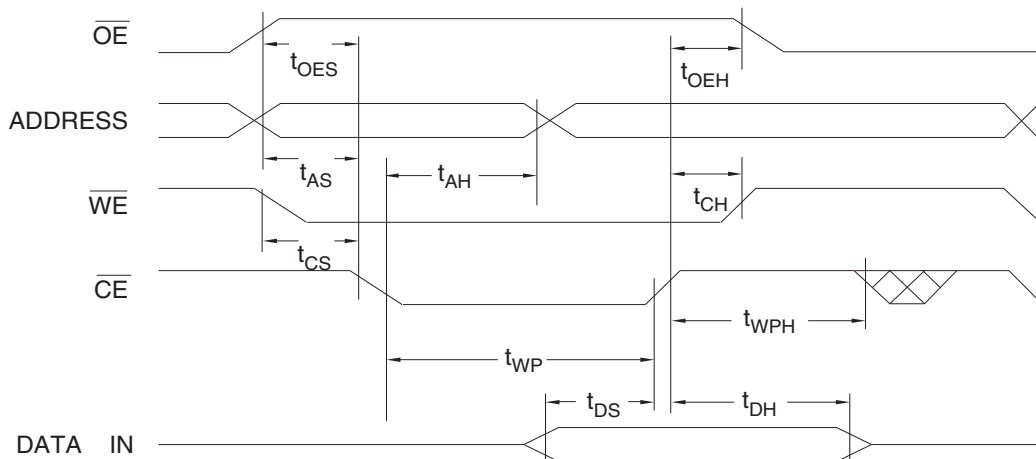 OE
tOES
tOEH
ADDRESS
tAS
tAH
WE
tCH
tCS
CE
tWPH
tWP
tDS
tDH
DATA IN